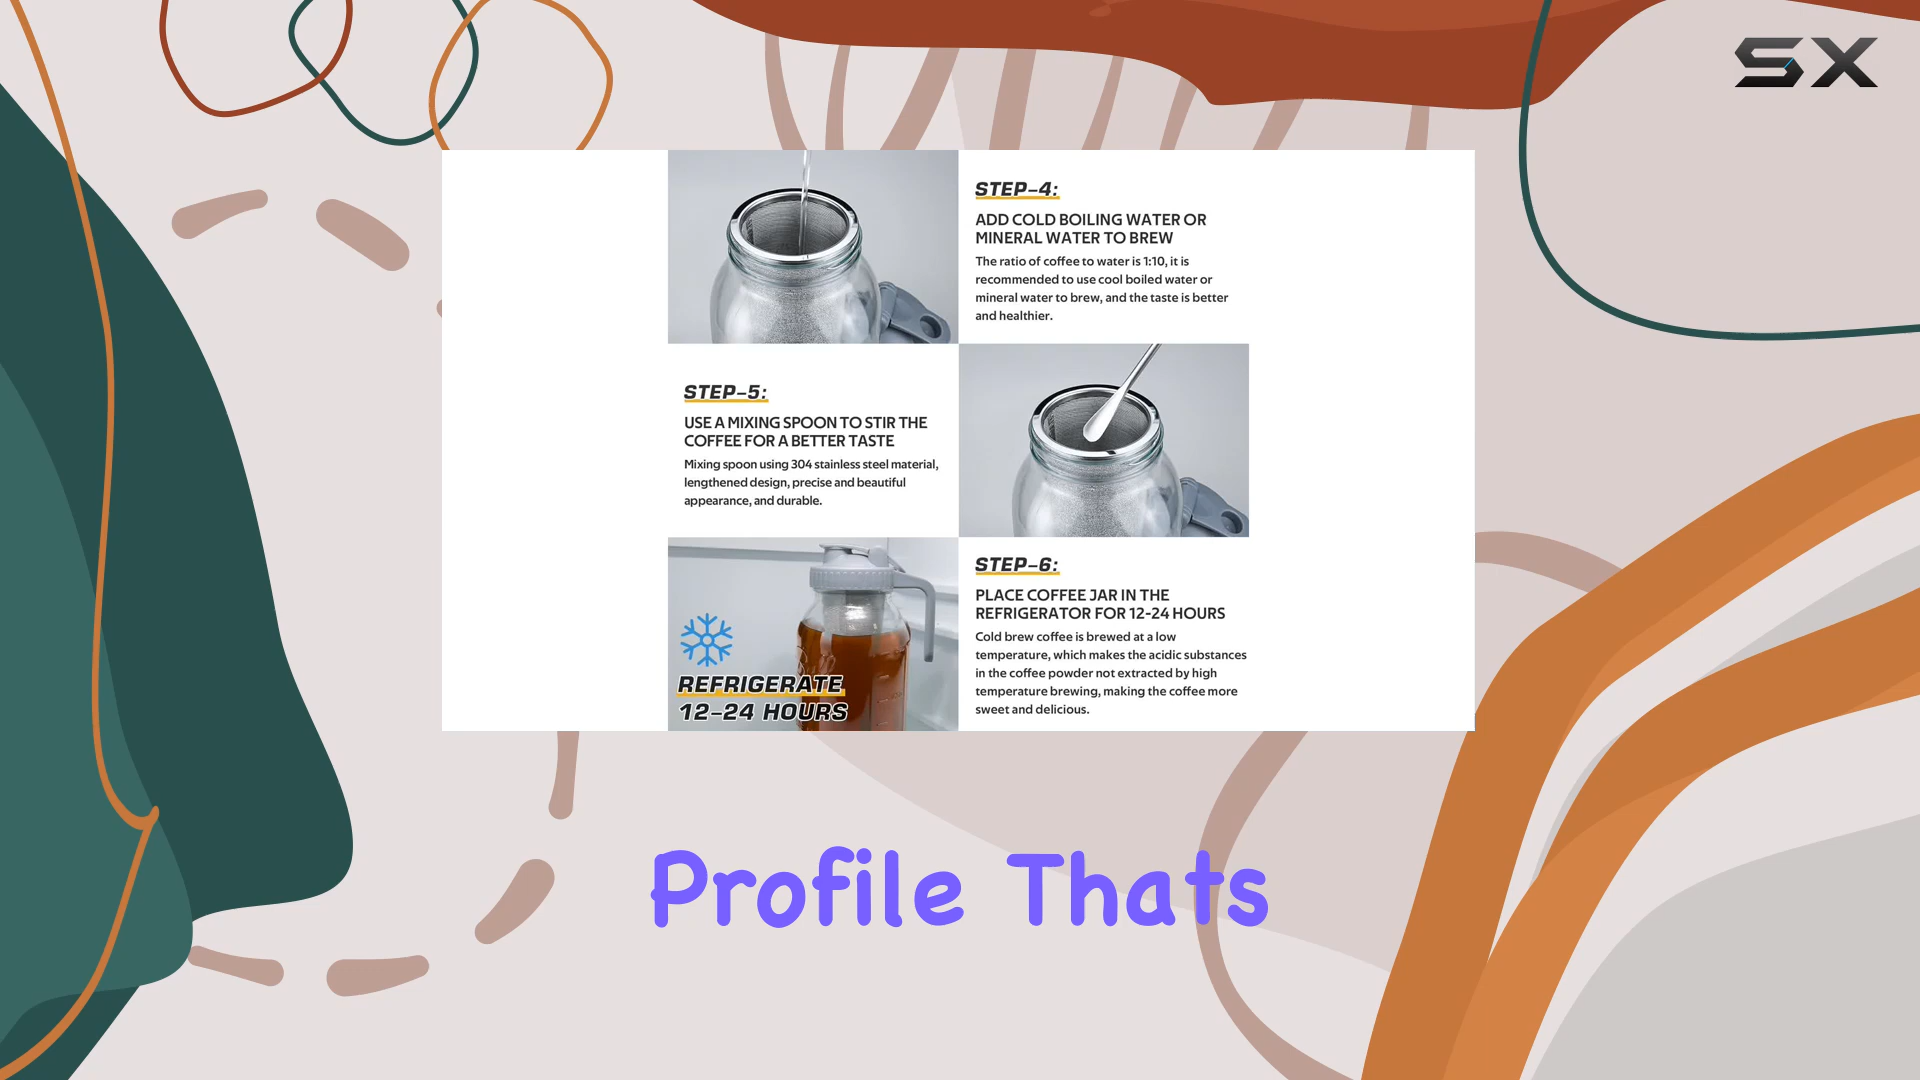 SX
STEP-4:
ADD COLD BOILING WATER OR
MINERAL WATER TO BREW
The ratio of coffee to water is 1:10, it is
recommended to use cool boiled water or
mineral water to brew, and the taste is better
and healthier.
STEP-5:
USE A MIXING SPOON TO STIR THE
COFFEE FOR A BETTER TASTE
Mixing spoon using 304 stainless steel material,
lengthened design, precise and beautiful
appearance, and durable.
REFRIGERATE
12-24 HOURS
STEP-6:
PLACE COFFEE JAR IN THE
REFRIGERATOR FOR 12-24 HOURS
Cold brew coffee is brewed at a low
temperature, which makes the acidic substances
in the coffee powder not extracted by high
temperature brewing, making the coffee more
sweet and delicious.
Profile Thats